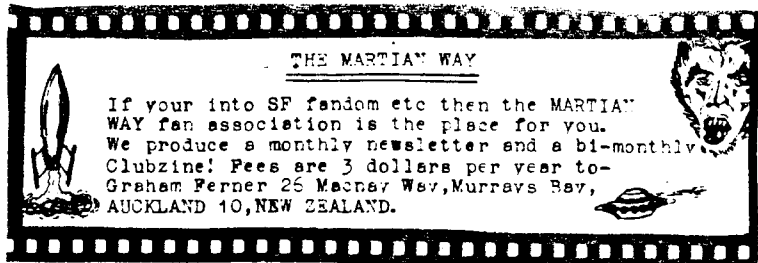 THE MARTIAN WAY
If your into SF fandom etc then the MARTIAN
WAY fan association is the place for you.
We produce a monthly newsletter and a bi-monthly
Clubzine! Fees are 3 dollars per year to-
Graham Ferner 26 Macnay Way,Murrays Bay,
AUCKLAND 10,NEW ZEALAND.